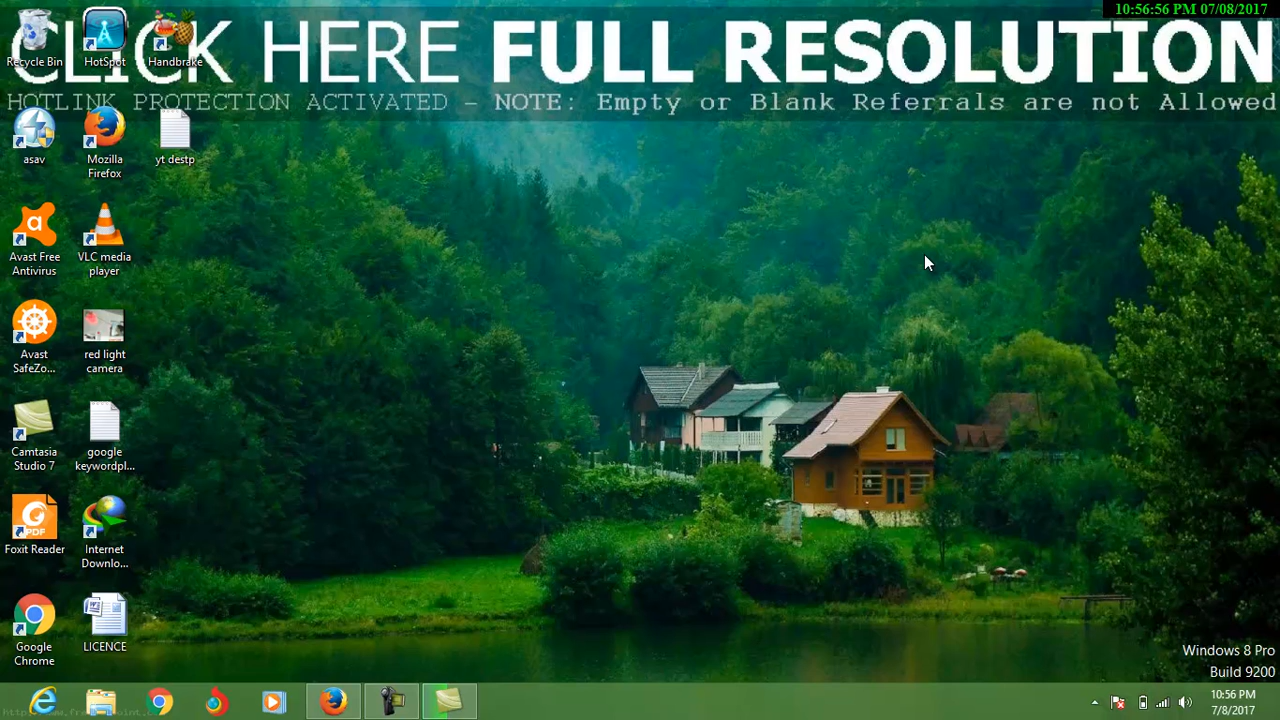 10:56:56 PM 07/08/2017
CLICK HERE FULL RESOLUTION
HOTLINK PROTECTION ACTIVATED - NOTE: Empty or Blank Referrals are not Allowed
Recycle Bin
HotSpot
Handbrake
asav
Mozilla
Firefox
yt destp
Avast Free
Antivirus
VLC media
player
Avast
SafeZo...
red light
camera
Camtasia
Studio 7
google
keywordpl...
PDF
Foxit Reader
Internet
Downlo...
Google
Chrome
LICENCE
Windows 8 Pro
Build 9200
10:56 PM
7/8/2017